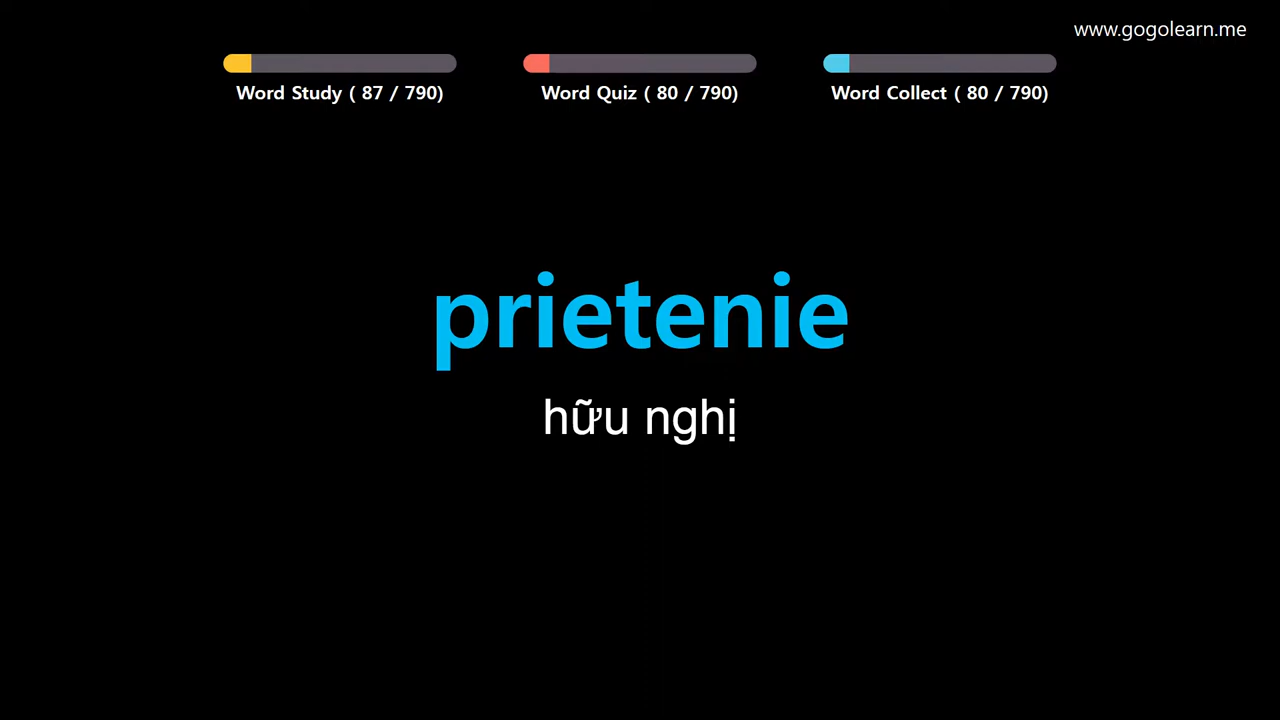 www.gogolearn.me
Word Study ( 87 / 790)
Word Quiz ( 80 / 790)
Word Collect ( 80 / 790)
prietenie
hữu nghị